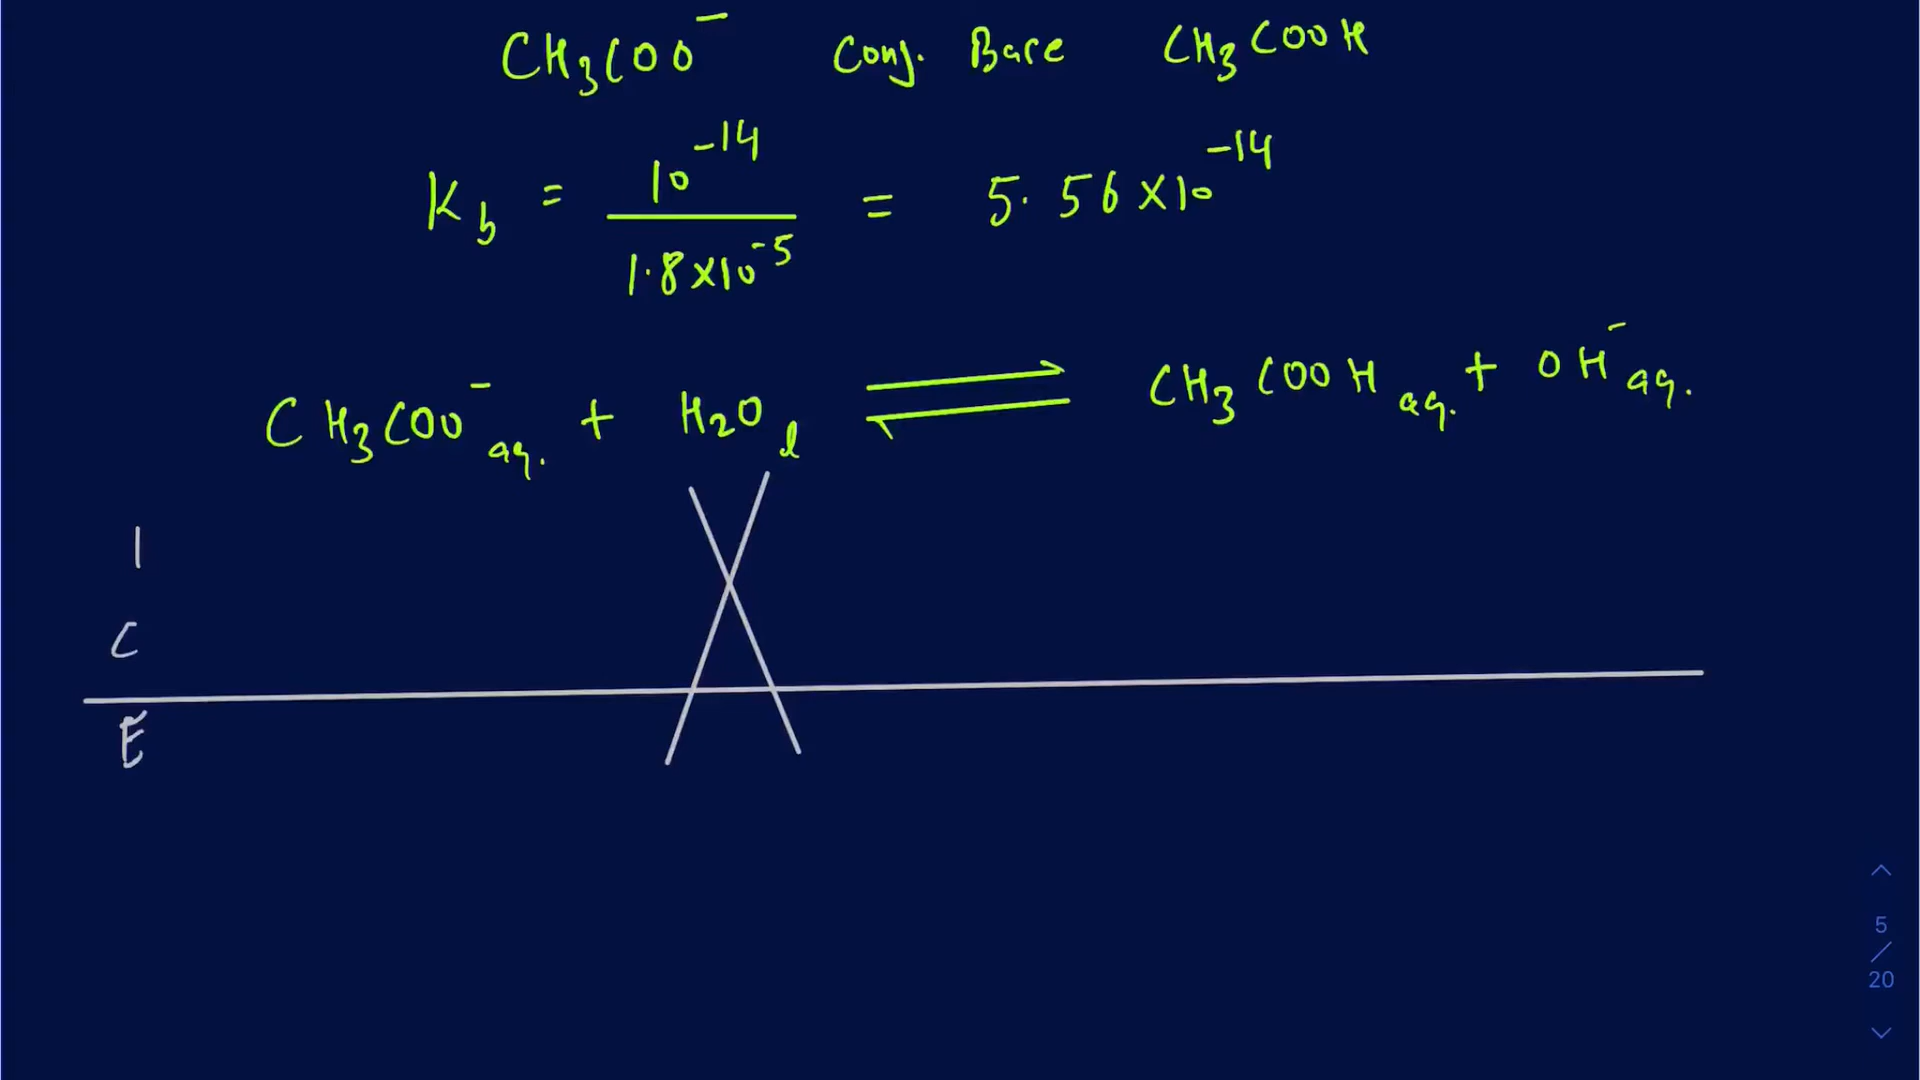 CH3COO⁻ Conj. Base CH3COOH
Kb = 10⁻¹⁴ / 1.8×10⁻⁵ = 5.56×10⁻¹⁴
CH3COO⁻ aq. + H2O l ⇌ CH3COOH aq. + OH⁻ aq.
I
C
E
5
/
20